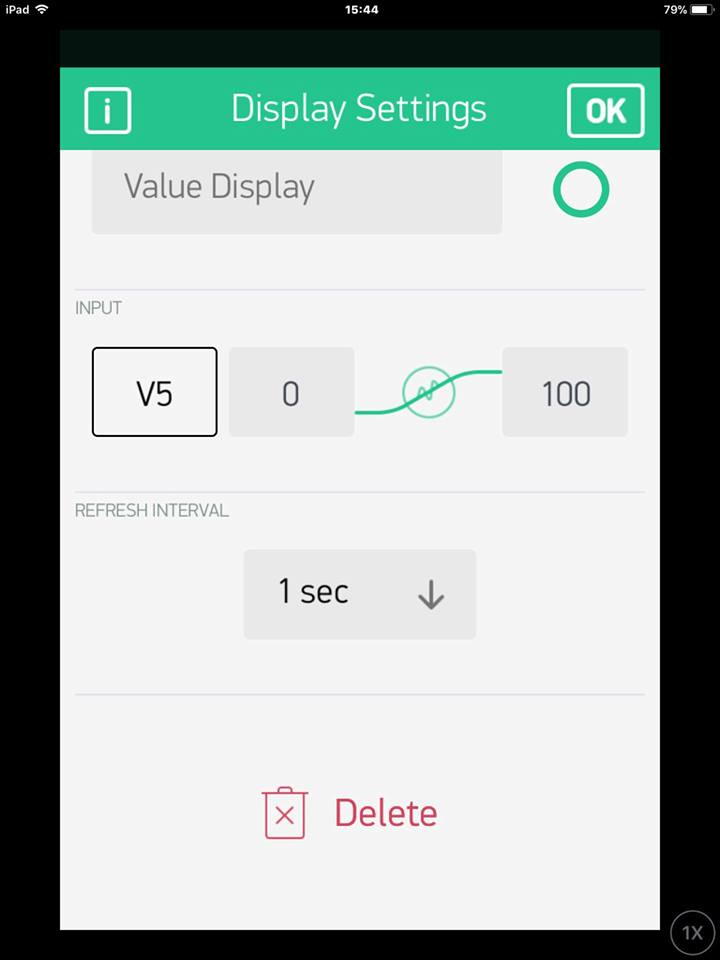 iPad 15:44 79%
i Display Settings OK
Value Display
INPUT
V5 0 100
REFRESH INTERVAL
1 sec
Delete
1X